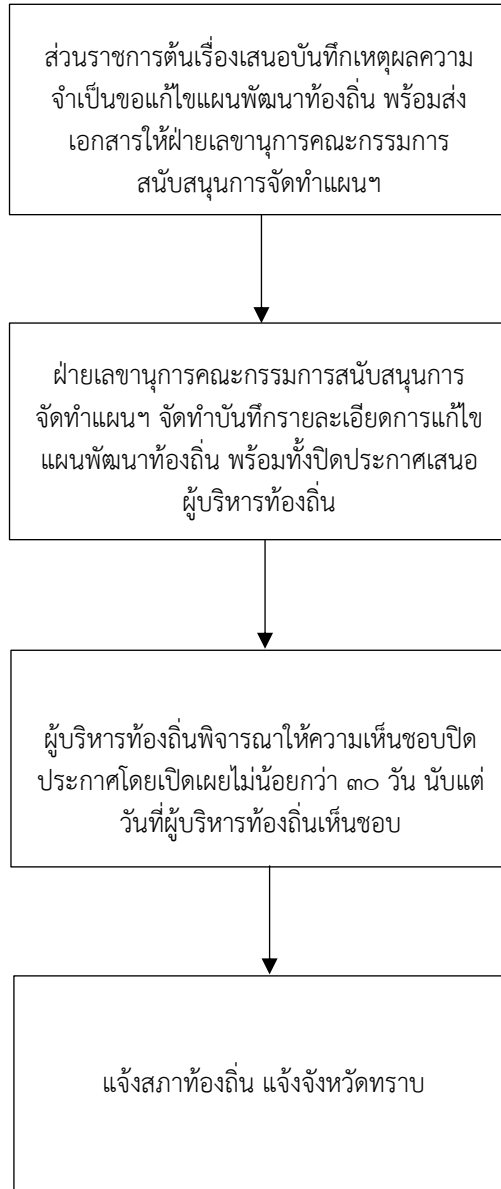 ส่วนราชการต้นเรื่องเสนอบันทึกเหตุผลความ
จำเป็นขอแก้ไขแผนพัฒนาท้องถิ่น พร้อมส่ง
เอกสารให้ฝ่ายเลขานุการคณะกรรมการ
สนับสนุนการจัดทำแผนฯ
ฝ่ายเลขานุการคณะกรรมการสนับสนุนการ
จัดทำแผนฯ จัดทำบันทึกรายละเอียดการแก้ไข
แผนพัฒนาท้องถิ่น พร้อมทั้งปิดประกาศเสนอ
ผู้บริหารท้องถิ่น
ผู้บริหารท้องถิ่นพิจารณาให้ความเห็นชอบปิด
ประกาศโดยเปิดเผยไม่น้อยกว่า ๓๐ วัน นับแต่
วันที่ผู้บริหารท้องถิ่นเห็นชอบ
แจ้งสภาท้องถิ่น แจ้งจังหวัดทราบ